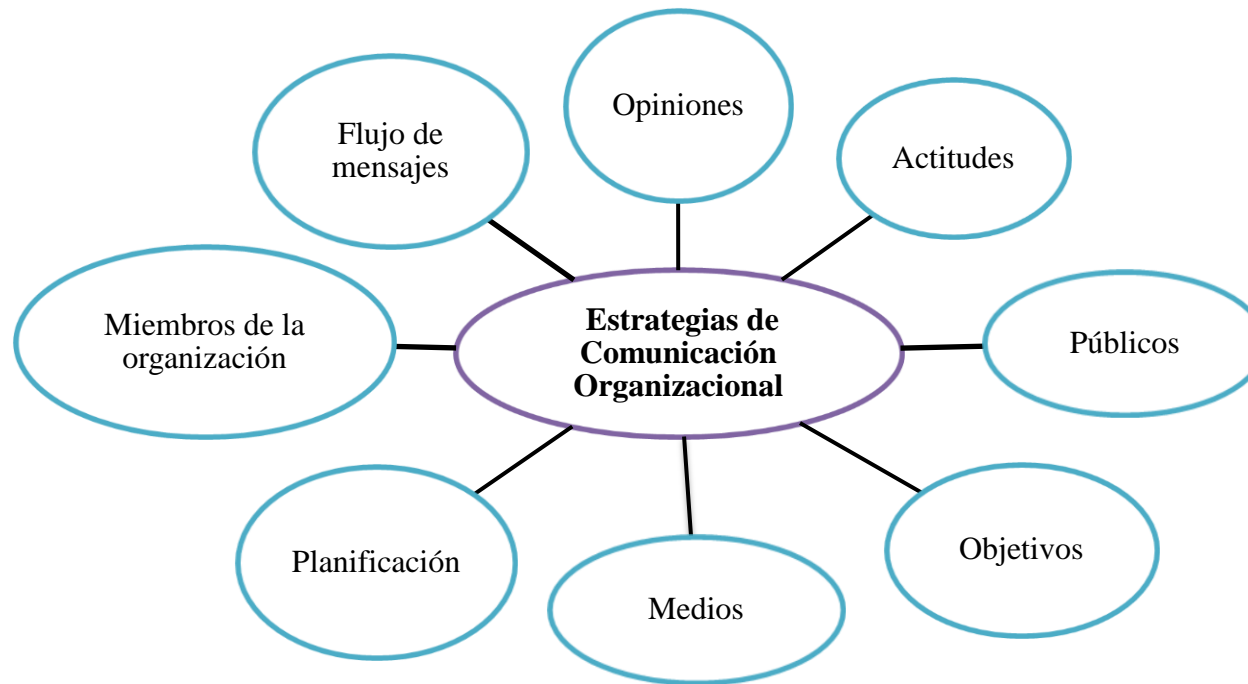 Opiniones
Flujo de
mensajes
Actitudes
Miembros de la
organización
Estrategias de
Comunicación
Organizacional
Públicos
Planificación
Medios
Objetivos